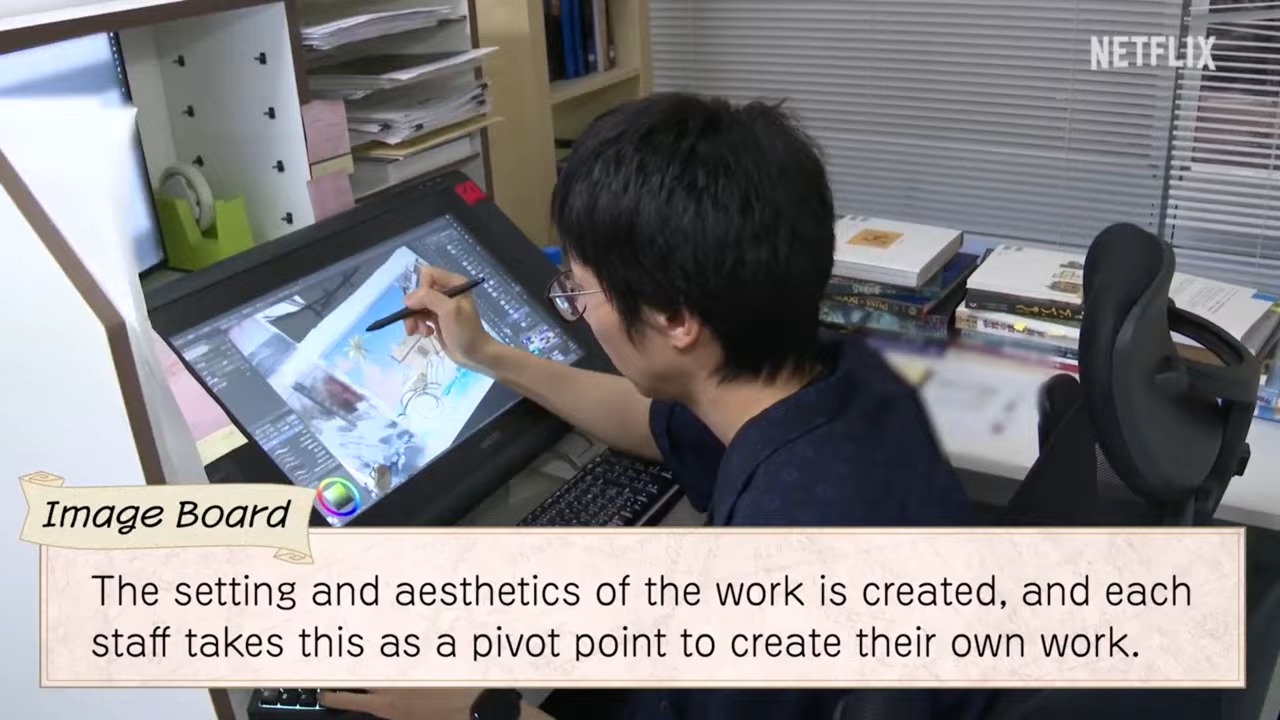 NETFLIX
Image Board
The setting and aesthetics of the work is created, and each
staff takes this as a pivot point to create their own work.